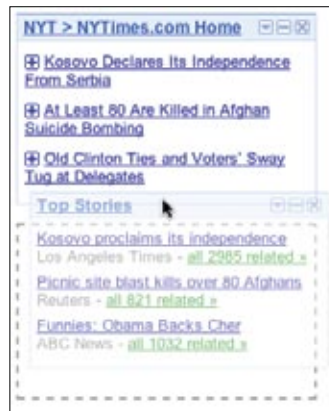 NYT > NYTimes.com Home
Kosovo Declares Its Independence
From Serbia
At Least 80 Are Killed in Afghan
Suicide Bombing
Old Clinton Ties and Voters' Sway
Tug at Delegates
Top Stories
Kosovo proclaims its independence
Los Angeles Times - all 2985 related »
Picnic site blast kills over 80 Afghans
Reuters - all 821 related »
Funnies: Obama Backs Cher
ABC News - all 1032 related »